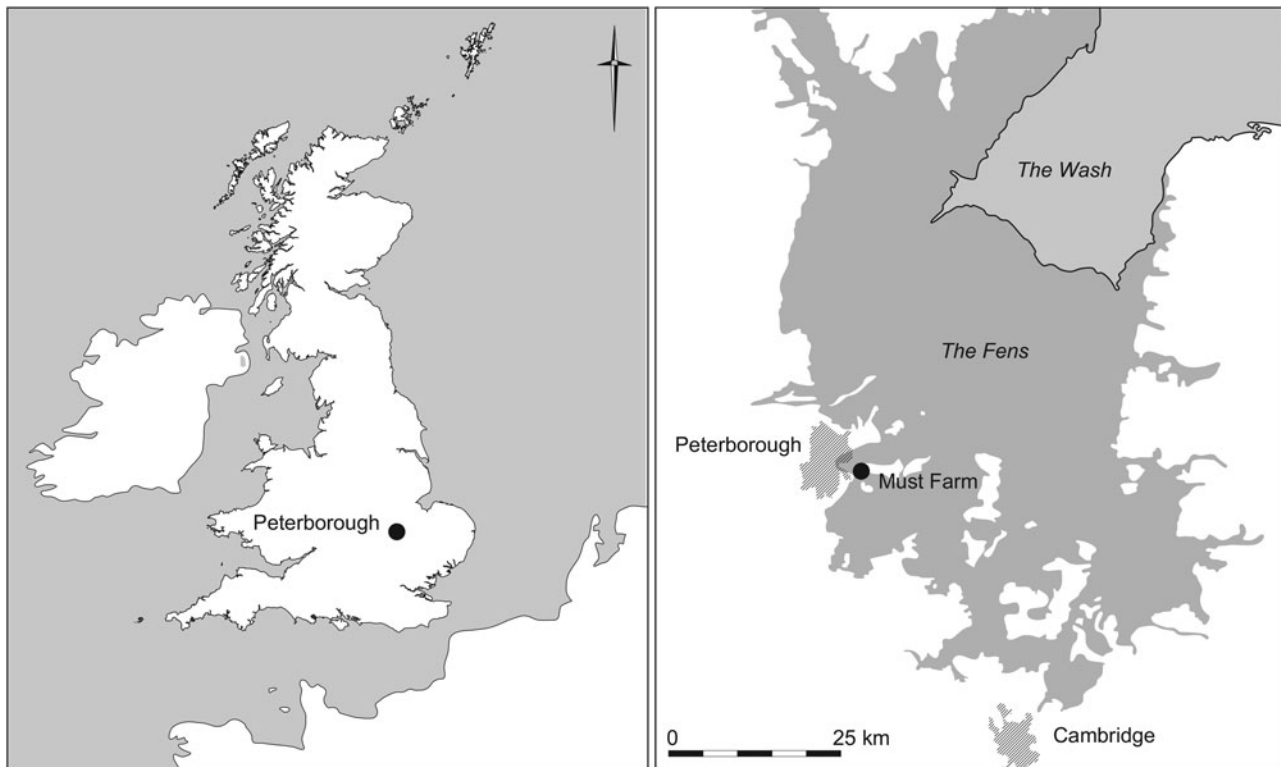 Peterborough
The Wash
The Fens
Peterborough
Must Farm
0 25 km
Cambridge